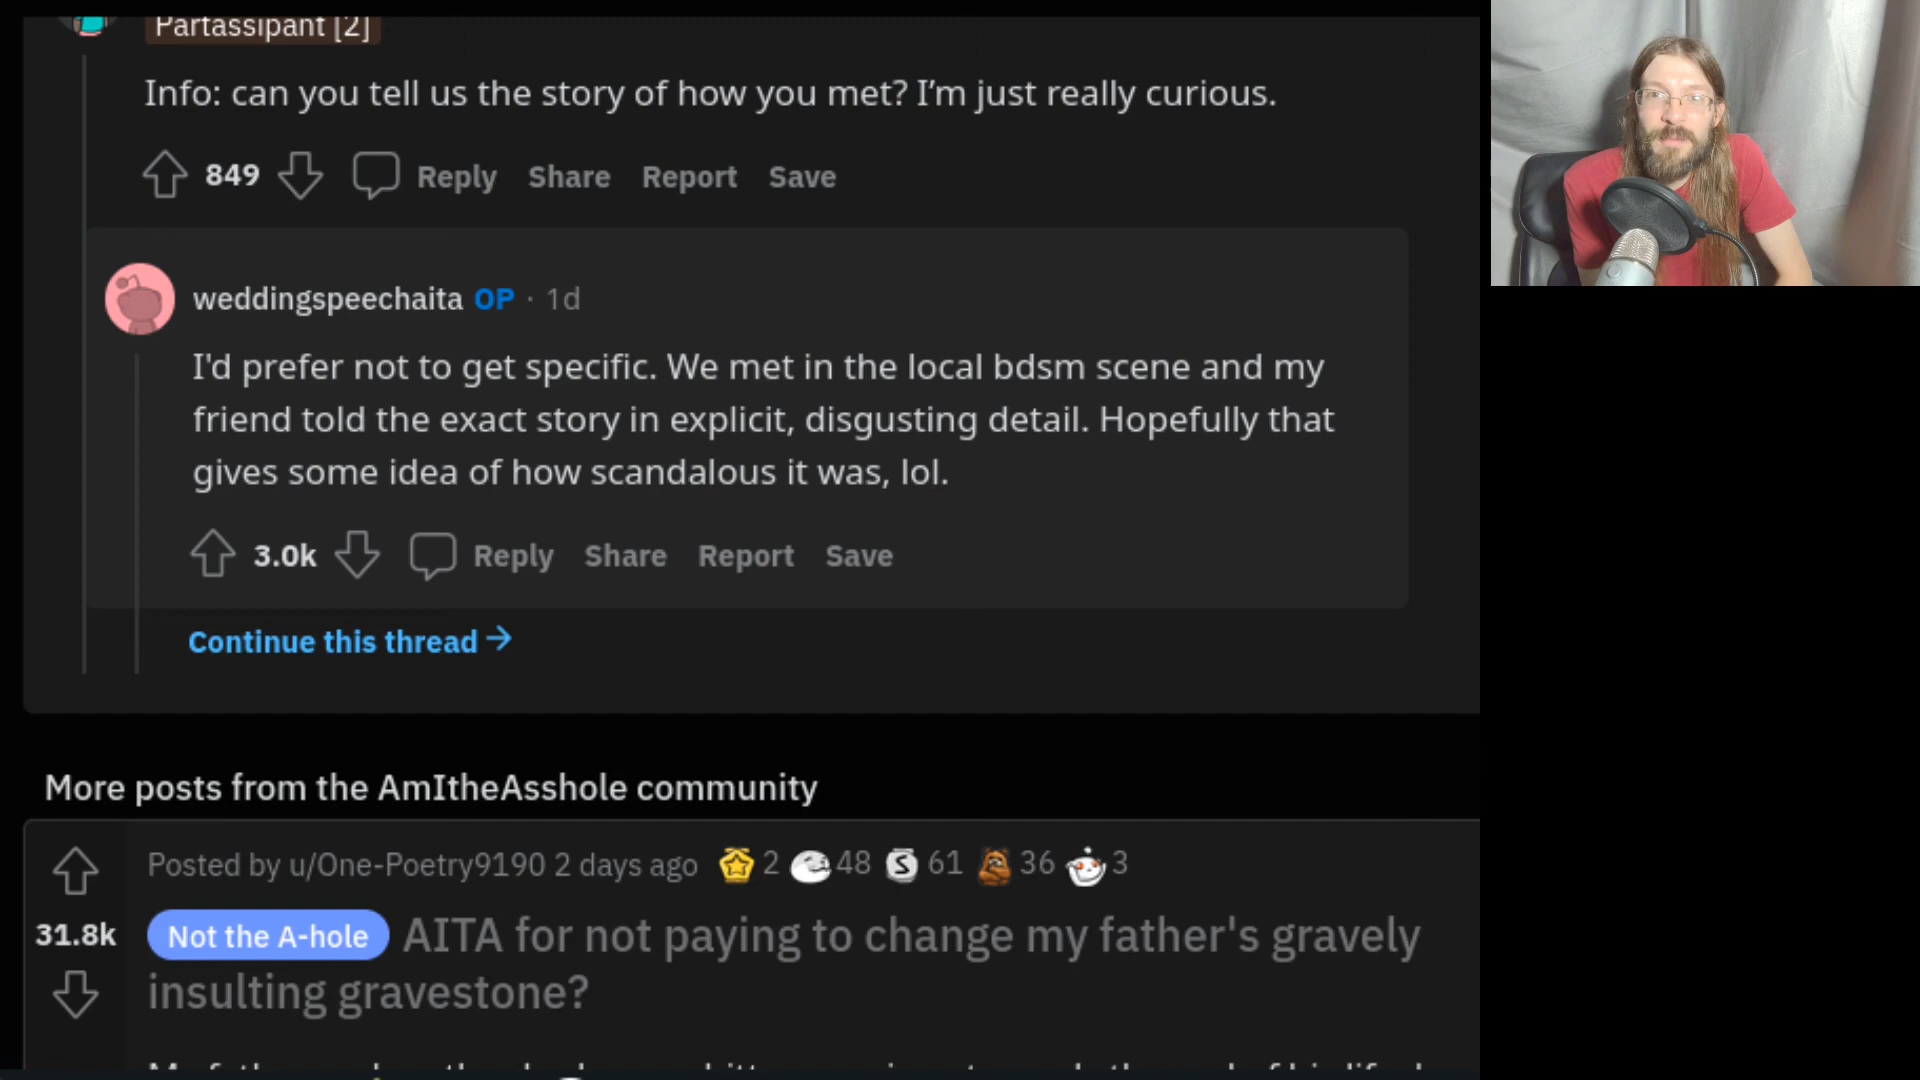 Partassipant [2]
Info: can you tell us the story of how you met? I’m just really curious.
849 Reply Share Report Save
weddingspeechaita OP · 1d
I'd prefer not to get specific. We met in the local bdsm scene and my
friend told the exact story in explicit, disgusting detail. Hopefully that
gives some idea of how scandalous it was, lol.
3.0k Reply Share Report Save
Continue this thread →
More posts from the AmItheAsshole community
Posted by u/One-Poetry9190 2 days ago 2 48 S 61 36 3
31.8k
Not the A-hole AITA for not paying to change my father's gravely
insulting gravestone?